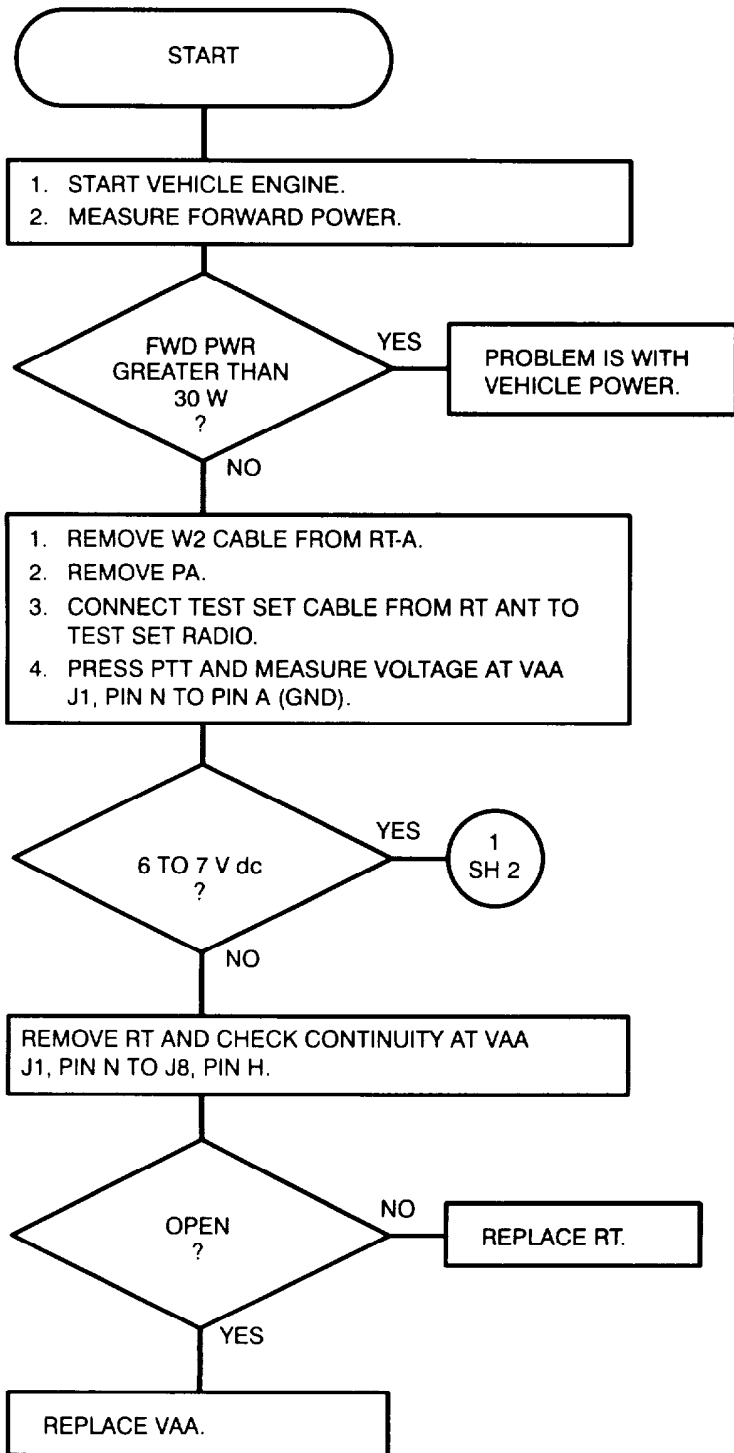 START
1. START VEHICLE ENGINE.
2. MEASURE FORWARD POWER.
FWD PWR
GREATER THAN
30 W
?
YES
PROBLEM IS WITH
VEHICLE POWER.
NO
1. REMOVE W2 CABLE FROM RT-A.
2. REMOVE PA.
3. CONNECT TEST SET CABLE FROM RT ANT TO
TEST SET RADIO.
4. PRESS PTT AND MEASURE VOLTAGE AT VAA
J1, PIN N TO PIN A (GND).
6 TO 7 V dc
?
YES
1
SH 2
NO
REMOVE RT AND CHECK CONTINUITY AT VAA
J1, PIN N TO J8, PIN H.
OPEN
?
NO
REPLACE RT.
YES
REPLACE VAA.